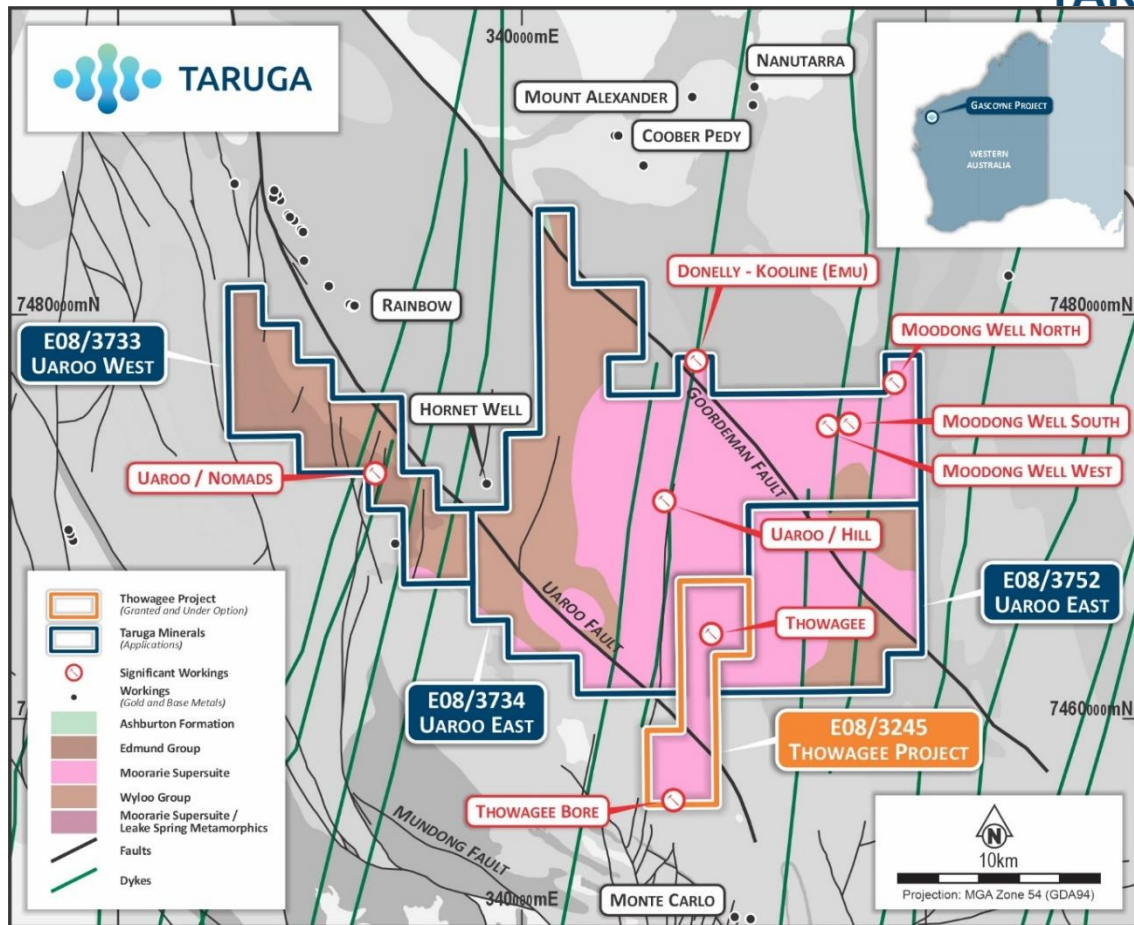 TARUGA
340000mE
NANUTARRA
MOUNT ALEXANDER
COOBER PEDY
GASCOYNE PROJECT
WESTERN
AUSTRALIA
DONELLY - KOOLINE (EMU)
7480000mN
7480000mN
RAINBOW
MOODONG WELL NORTH
E08/3733
UAROO WEST
HORNET WELL
GOORDEMAN FAULT
MOODONG WELL SOUTH
MOODONG WELL WEST
UAROO / NOMADS
UAROO / HILL
UAROO FAULT
E08/3752
UAROO EAST
THOWAGEE
E08/3734
UAROO EAST
7460000mN
E08/3245
THOWAGEE PROJECT
THOWAGEE BORE
MUNDONG FAULT
340000mE
MONTE CARLO
Thowagee Project
(Granted and Under Option)
Taruga Minerals
(Applications)
Significant Workings
Workings
(Gold and Base Metals)
Ashburton Formation
Edmund Group
Moorarie Supersuite
Wyloo Group
Moorarie Supersuite /
Leake Spring Metamorphics
Faults
Dykes
N
10km
Projection: MGA Zone 54 (GDA94)